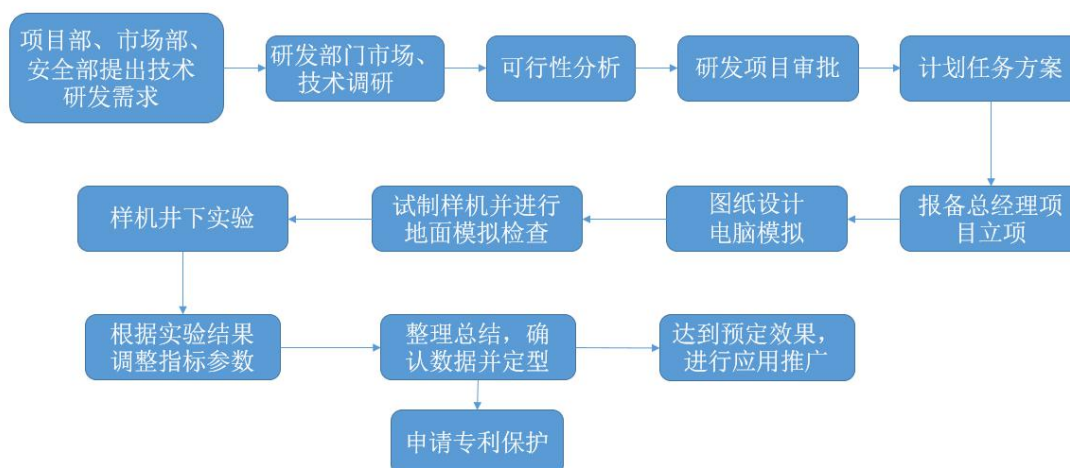 项目部、市场部、
安全部提出技术
研发需求
研发部门市场、
技术调研
可行性分析
研发项目审批
计划任务方案
报备总经理项
目立项
图纸设计
电脑模拟
试制样机并进行
地面模拟检查
样机井下实验
根据实验结果
调整指标参数
整理总结，确
认数据并定型
达到预定效果，
进行应用推广
申请专利保护